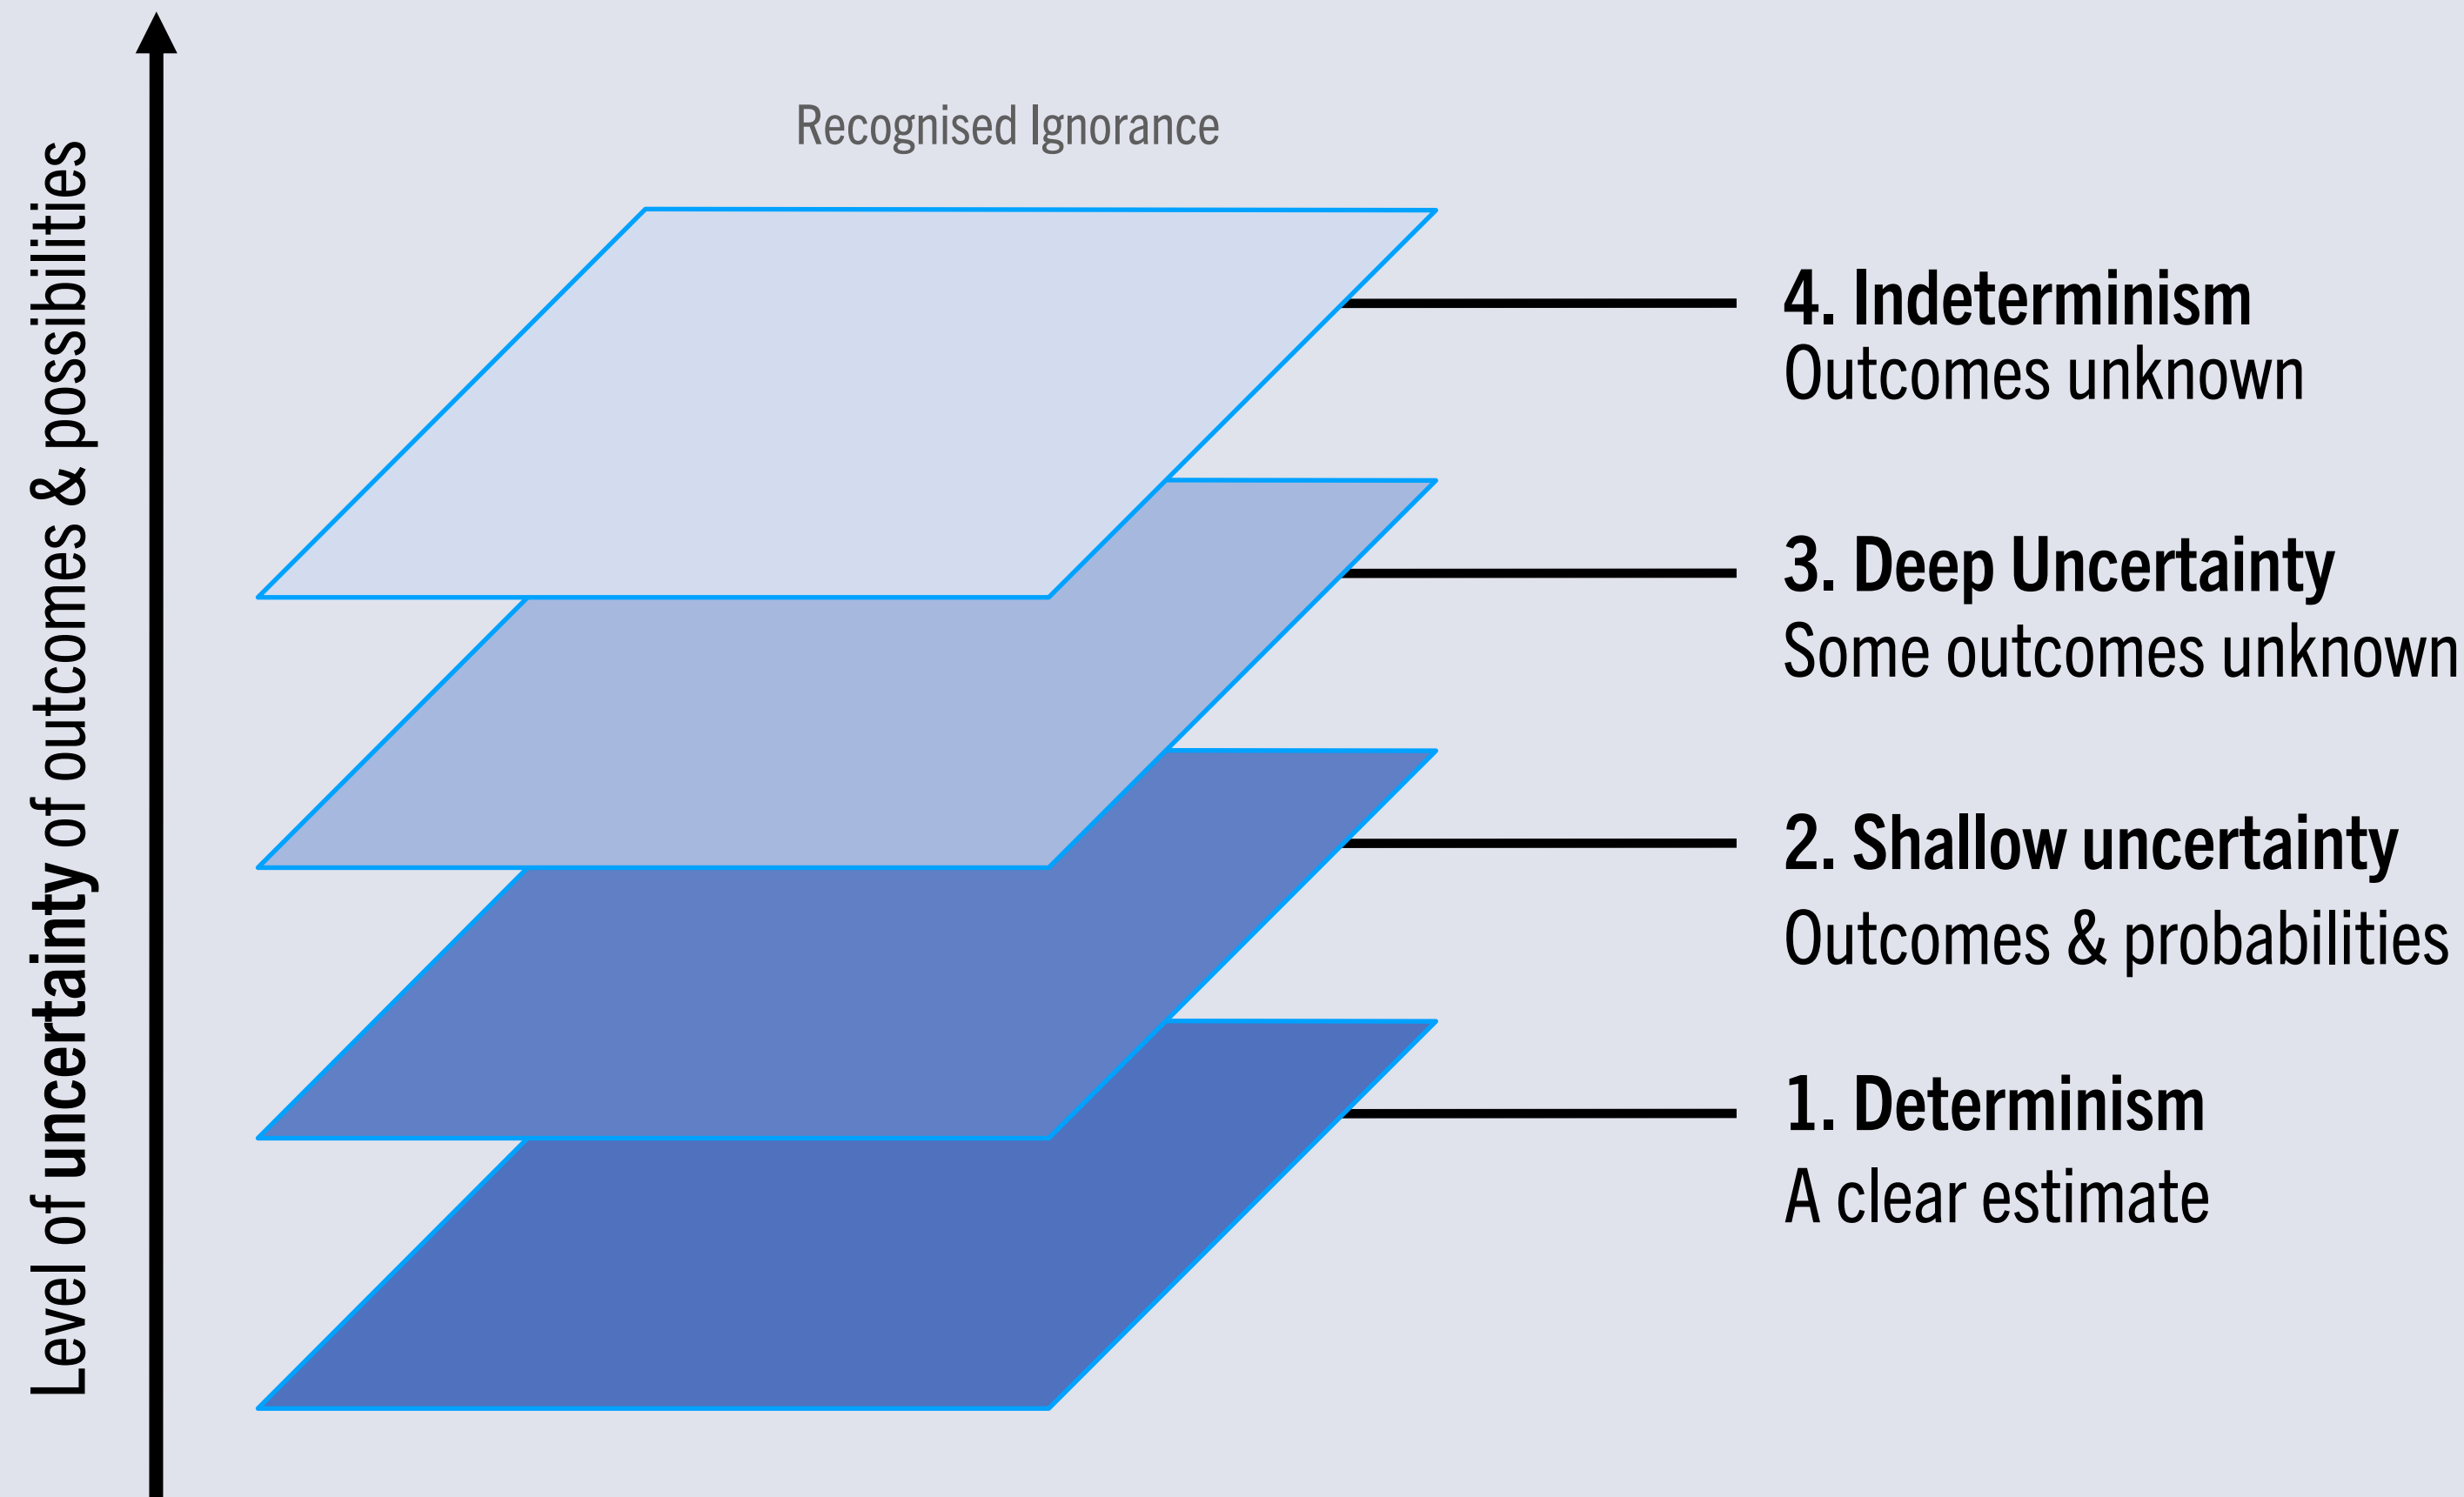 Level of uncertainty of outcomes & possibilities
Recognised Ignorance
4. Indeterminism
Outcomes unknown
3. Deep Uncertainty
Some outcomes unknown
2. Shallow uncertainty
Outcomes & probabilities
1. Determinism
A clear estimate